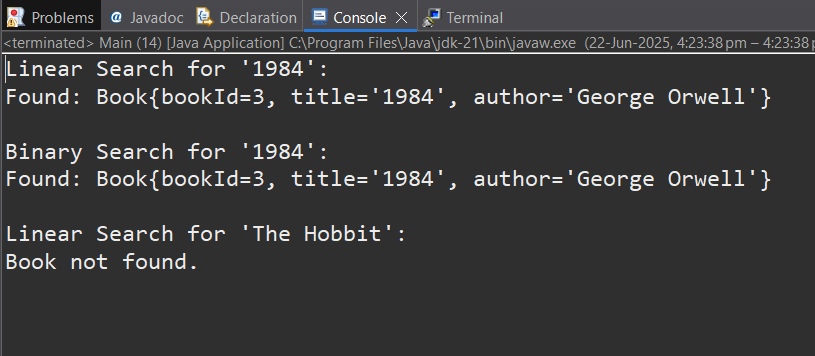 Problems @ Javadoc Declaration Console Terminal
<terminated> Main (14) [Java Application] C:\Program Files\Java\jdk-21\bin\javaw.exe (22-Jun-2025, 4:23:38 pm – 4:23:38
Linear Search for '1984':
Found: Book{bookId=3, title='1984', author='George Orwell'}
Binary Search for '1984':
Found: Book{bookId=3, title='1984', author='George Orwell'}
Linear Search for 'The Hobbit':
Book not found.